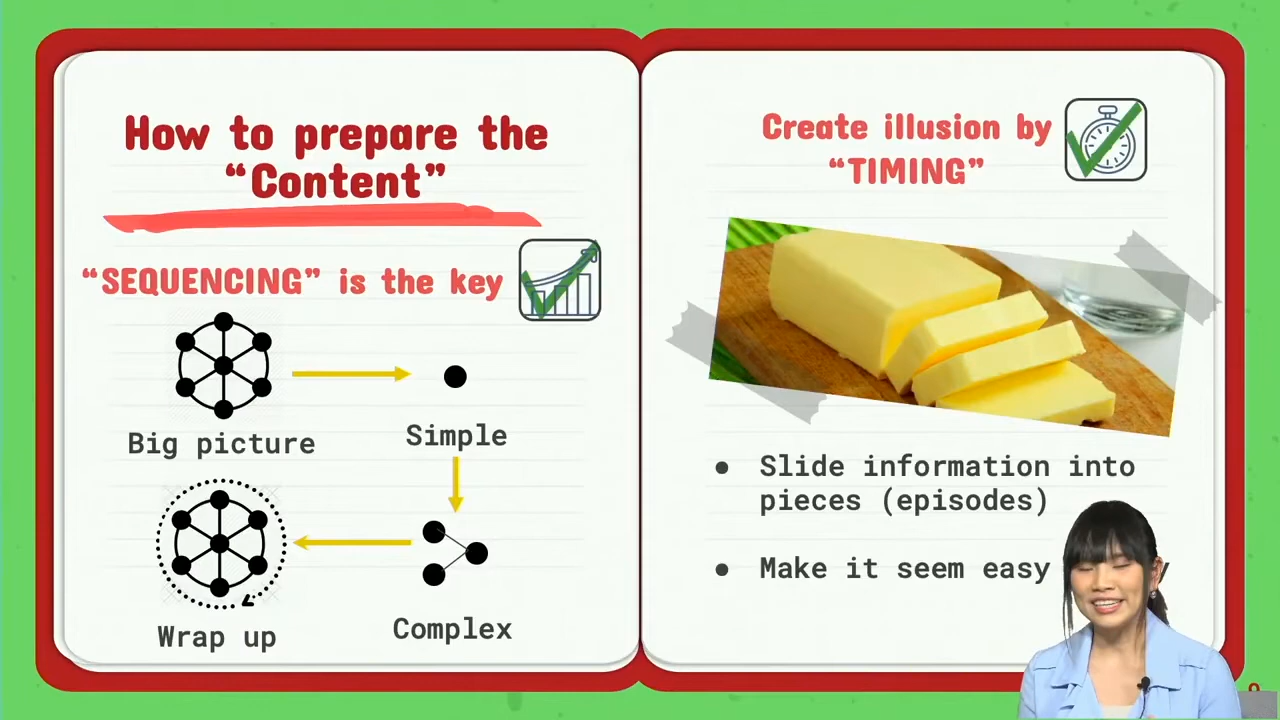 How to prepare the
“Content”
“SEQUENCING” is the key
Big picture
Simple
Wrap up
Complex
Create illusion by
“TIMING”
● Slide information into
pieces (episodes)
● Make it seem easy